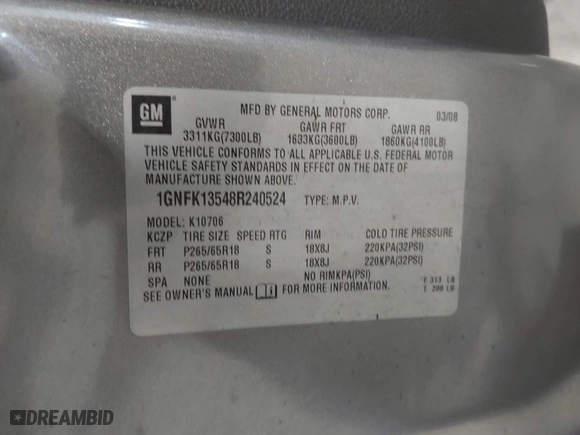 GM
MFD BY GENERAL MOTORS CORP. 03/08
GVWR GAWR FRT GAWR RR
3311KG(7300LB) 1633KG(3600LB) 1860KG(4100LB)
THIS VEHICLE CONFORMS TO ALL APPLICABLE U.S. FEDERAL MOTOR
VEHICLE SAFETY STANDARDS IN EFFECT ON THE DATE OF
MANUFACTURE SHOWN ABOVE.
1GNFK13548R240524 TYPE: M.P.V.
MODEL: K10706
KCZP TIRE SIZE SPEED RTG RIM COLD TIRE PRESSURE
FRT P265/65R18 S 18X8J 220KPA(32PSI)
RR P265/65R18 S 18X8J 220KPA(32PSI)
SPA NONE NO RIMKPA(PSI)
SEE OWNER'S MANUAL FOR MORE INFORMATION.
F 313 LB
T 208 LB
DREAMBID